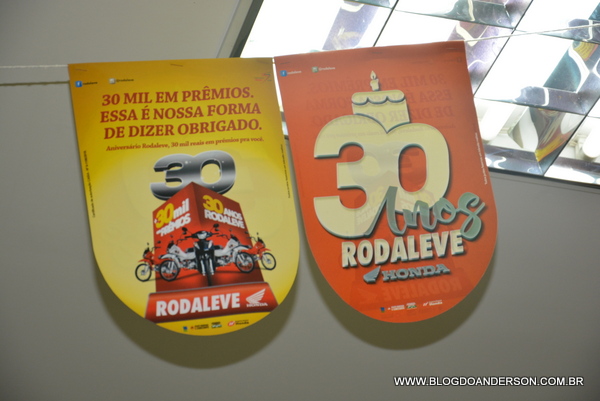 30 MIL EM PRÊMIOS.
ESSA É NOSSA FORMA
DE DIZER OBRIGADO.
Aniversário Rodaleve, 30 mil reais em prêmios pra você.
30
30 mil
em PRÊMIOS
30 ANOS
RODALEVE
RODALEVE
HONDA
30
Anos
RODALEVE
HONDA
WWW.BLOGDOANDERSON.COM.BR